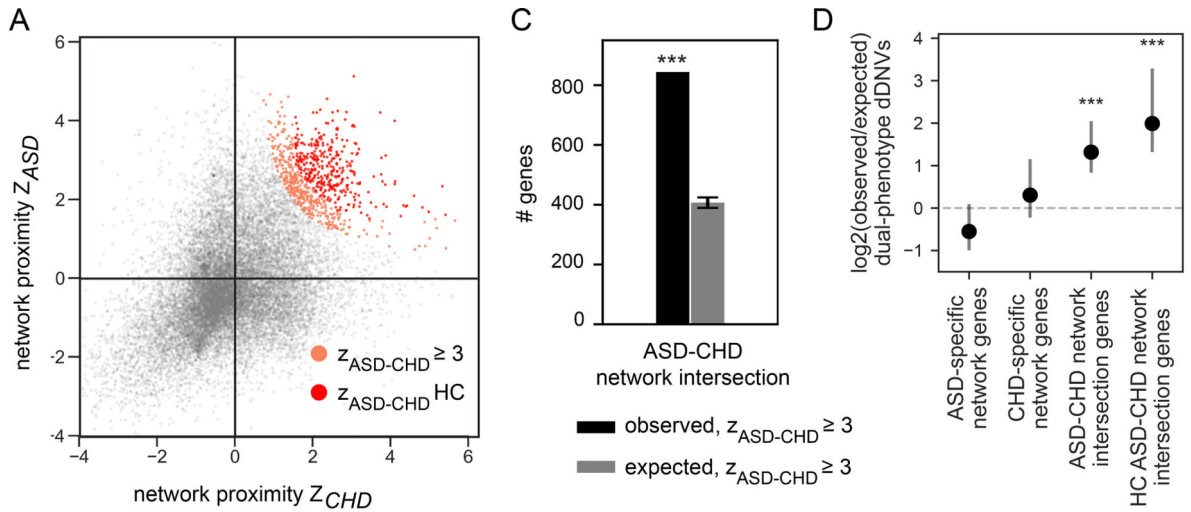 A
network proximity Z_ASD
6
4
2
0
-2
-4
−4
−2
0
2
4
6
network proximity Z_CHD
z_ASD-CHD ≥ 3
z_ASD-CHD HC
C
# genes
800
600
400
200
0
***
ASD-CHD
network intersection
observed, z_ASD-CHD ≥ 3
expected, z_ASD-CHD ≥ 3
D
log2(observed/expected)
dual-phenotype dDNVs
4
3
2
1
0
−1
***
***
ASD-specific
network genes
CHD-specific
network genes
ASD-CHD network
intersection genes
HC ASD-CHD network
intersection genes